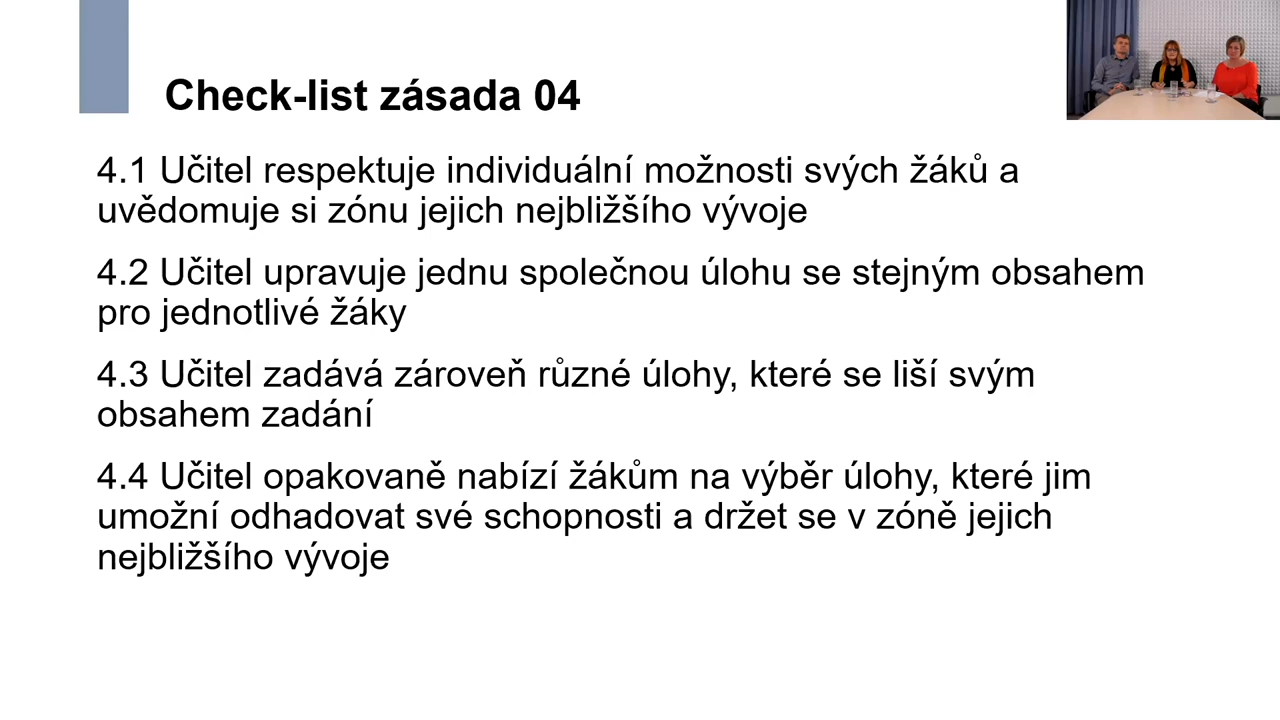 Check-list zásada 04
4.1 Učitel respektuje individuální možnosti svých žáků a
uvědomuje si zónu jejich nejbližšího vývoje
4.2 Učitel upravuje jednu společnou úlohu se stejným obsahem
pro jednotlivé žáky
4.3 Učitel zadává zároveň různé úlohy, které se liší svým
obsahem zadání
4.4 Učitel opakovaně nabízí žákům na výběr úlohy, které jim
umožní odhadovat své schopnosti a držet se v zóně jejich
nejbližšího vývoje